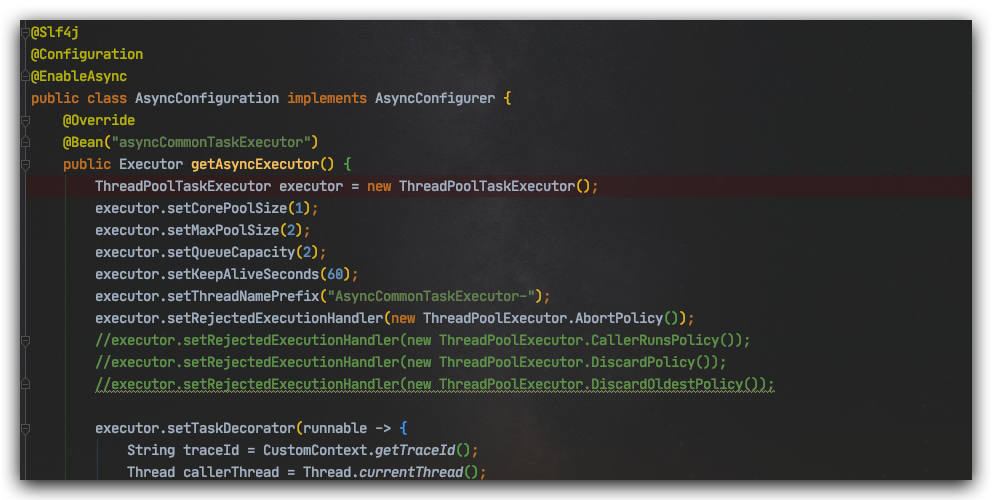 @Slf4j
@Configuration
@EnableAsync
public class AsyncConfiguration implements AsyncConfigurer {
    @Override
    @Bean("asyncCommonTaskExecutor")
    public Executor getAsyncExecutor() {
        ThreadPoolTaskExecutor executor = new ThreadPoolTaskExecutor();
        executor.setCorePoolSize(1);
        executor.setMaxPoolSize(2);
        executor.setQueueCapacity(2);
        executor.setKeepAliveSeconds(60);
        executor.setThreadNamePrefix("AsyncCommonTaskExecutor-");
        executor.setRejectedExecutionHandler(new ThreadPoolExecutor.AbortPolicy());
        //executor.setRejectedExecutionHandler(new ThreadPoolExecutor.CallerRunsPolicy());
        //executor.setRejectedExecutionHandler(new ThreadPoolExecutor.DiscardPolicy());
        //executor.setRejectedExecutionHandler(new ThreadPoolExecutor.DiscardOldestPolicy());
        executor.setTaskDecorator(runnable -> {
            String traceId = CustomContext.getTraceId();
            Thread callerThread = Thread.currentThread();